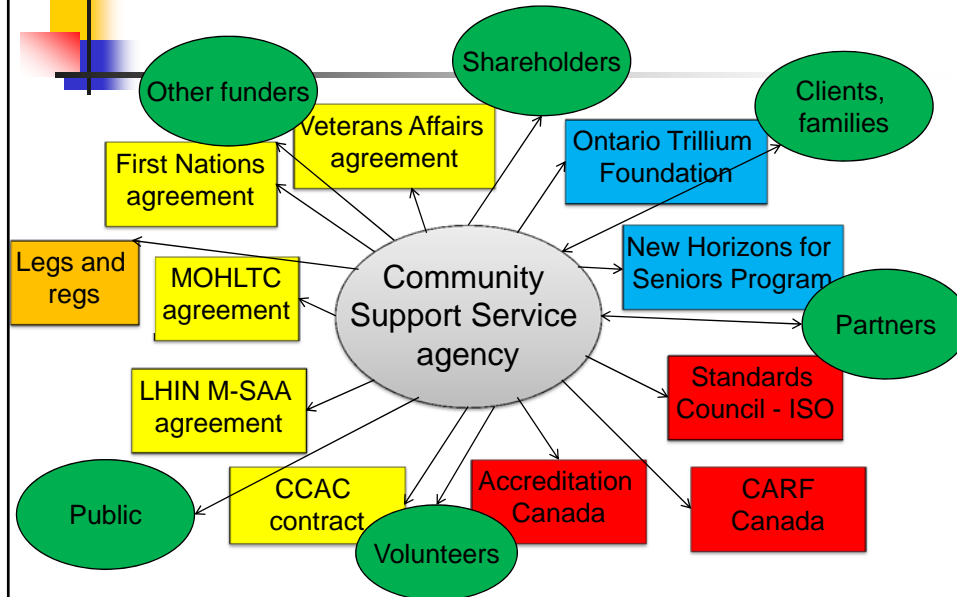 Shareholders
Other funders
Clients,
families
Veterans Affairs
agreement
Ontario Trillium
Foundation
First Nations
agreement
Legs and
regs
MOHLTC
agreement
Community
Support Service
agency
New Horizons for
Seniors Program
Partners
LHIN M-SAA
agreement
Standards
Council - ISO
Public
CCAC
contract
Volunteers
Accreditation
Canada
CARF
Canada